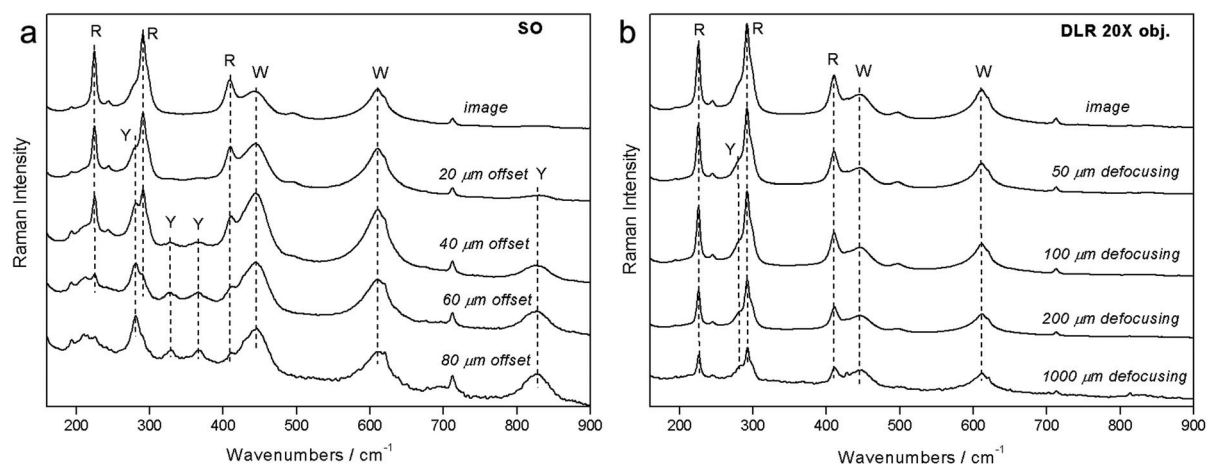 a
SO
R
R
R
W
W
Y
Y
Y
Y
image
20 μm offset
40 μm offset
60 μm offset
80 μm offset
Raman Intensity
200 300 400 500 600 700 800 900
Wavenumbers / cm⁻¹
b
DLR 20X obj.
R
R
R
W
W
Y
image
50 μm defocusing
100 μm defocusing
200 μm defocusing
1000 μm defocusing
Raman Intensity
200 300 400 500 600 700 800 900
Wavenumbers / cm⁻¹